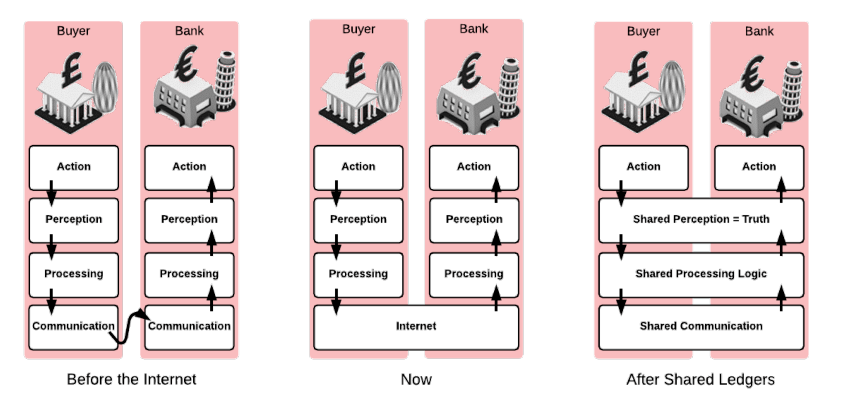 Buyer
Bank
£
€
Action
Action
Perception
Perception
Processing
Processing
Communication
Communication
Before the Internet
Buyer
Bank
£
€
Action
Action
Perception
Perception
Processing
Processing
Internet
Now
Buyer
Bank
£
€
Action
Action
Shared Perception = Truth
Shared Processing Logic
Shared Communication
After Shared Ledgers